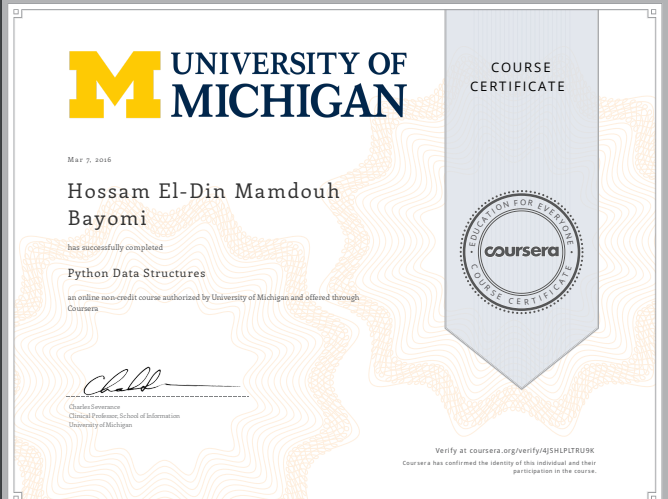 UNIVERSITY OF
MICHIGAN
COURSE
CERTIFICATE
Mar 7, 2016
Hossam El-Din Mamdouh
Bayomi
has successfully completed
Python Data Structures
an online non-credit course authorized by University of Michigan and offered through
Coursera
EDUCATION FOR EVERYONE
coursera
COURSE CERTIFICATE
Charles Severance
Clinical Professor, School of Information
University of Michigan
Verify at coursera.org/verify/4JSHLPLTRU9K
Coursera has confirmed the identity of this individual and their
participation in the course.